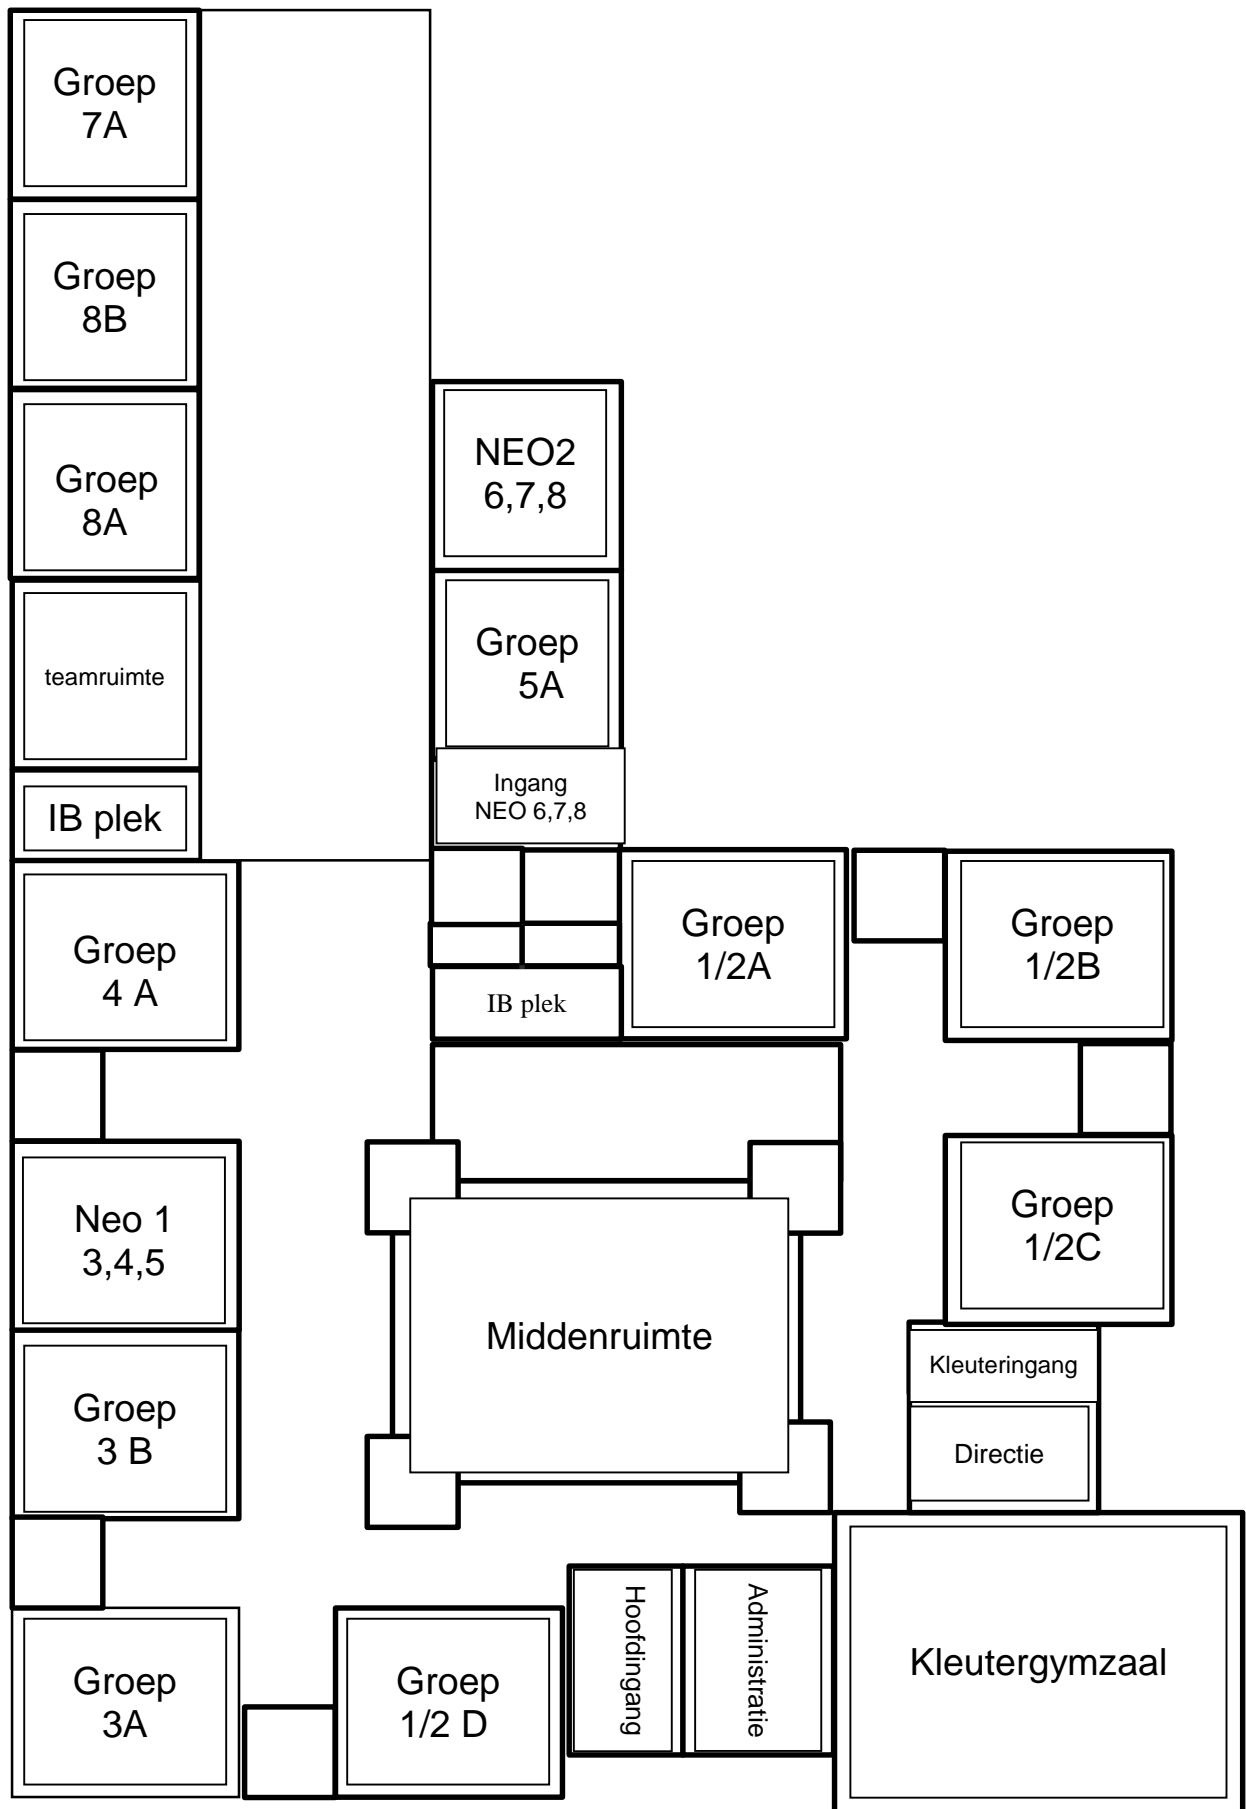 Groep
7A
Groep
8B
Groep
8A
NEO2
6,7,8
teamruimte
Groep
5A
IB plek
Ingang
NEO 6,7,8
Groep
4 A
IB plek
Groep
1/2A
Groep
1/2B
Neo 1
3,4,5
Groep
1/2C
Middenruimte
Groep
3 B
Kleuteringang
Directie
Groep
3A
Groep
1/2 D
Hoofdingang
Administratie
Kleutergymzaal